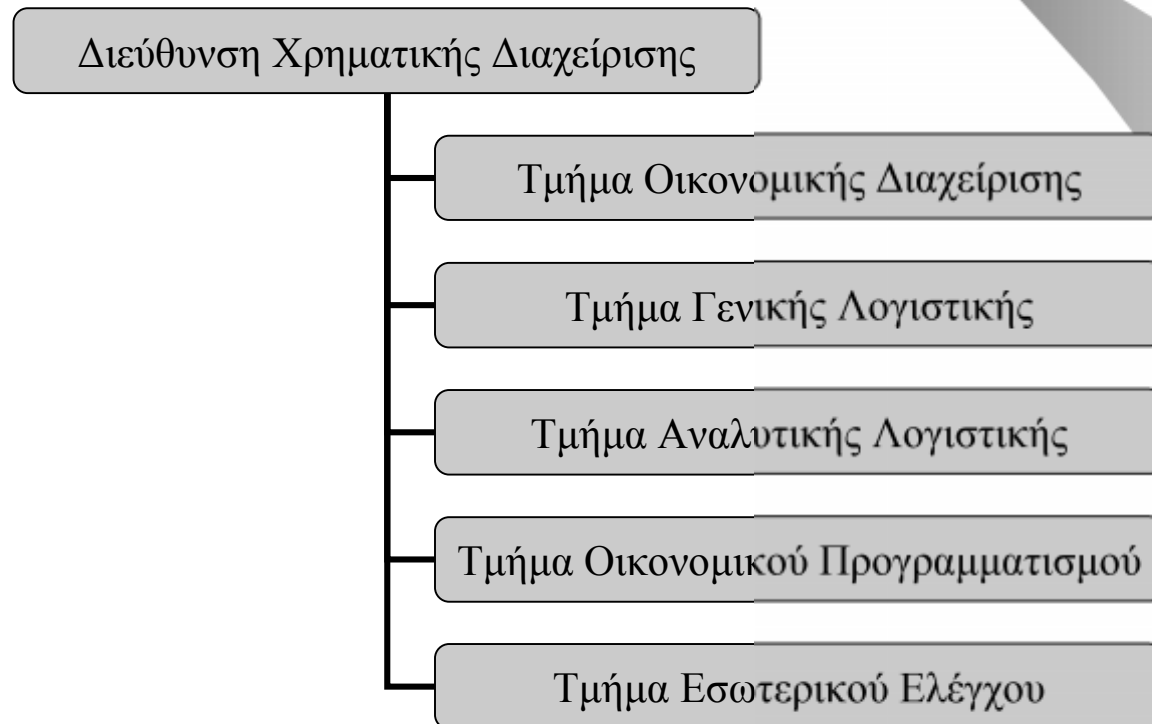 Διεύθυνση Χρηματικής Διαχείρισης
Τμήμα Οικονομικής Διαχείρισης
Τμήμα Γενικής Λογιστικής
Τμήμα Αναλυτικής Λογιστικής
Τμήμα Οικονομικού Προγραμματισμού
Τμήμα Εσωτερικού Ελέγχου